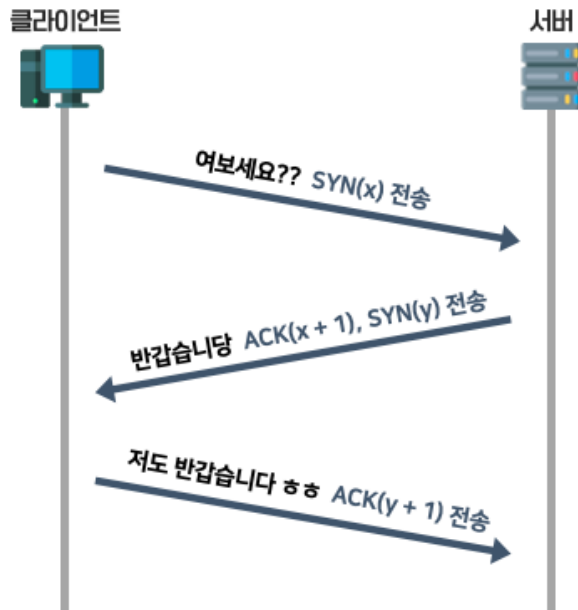 클라이언트
서버
여보세요?? SYN(x) 전송
반갑습니당 ACK(x + 1), SYN(y) 전송
저도 반갑습니다 ㅎㅎ ACK(y + 1) 전송